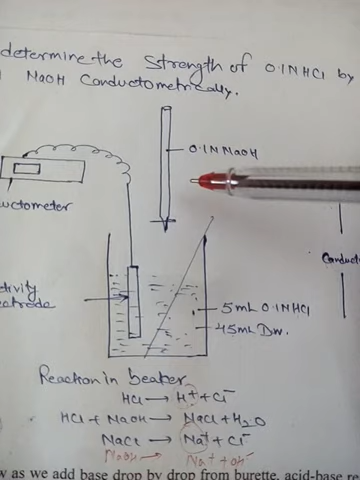 determine the Strength of 0.1N HCl by
NaOH Conductometrically.
0.1N NaOH
uctometer
Conducto
ctivity
ectrode
5mL 0.1N HCl
45mL D.w.
Reaction in beaker
HCl → H⁺ + Cl⁻
HCl + NaOH → NaCl + H₂O
NaCl → Na⁺ + Cl⁻
NaOH → Na⁺ + OH⁻
w as we add base drop by drop from burette, acid-base re